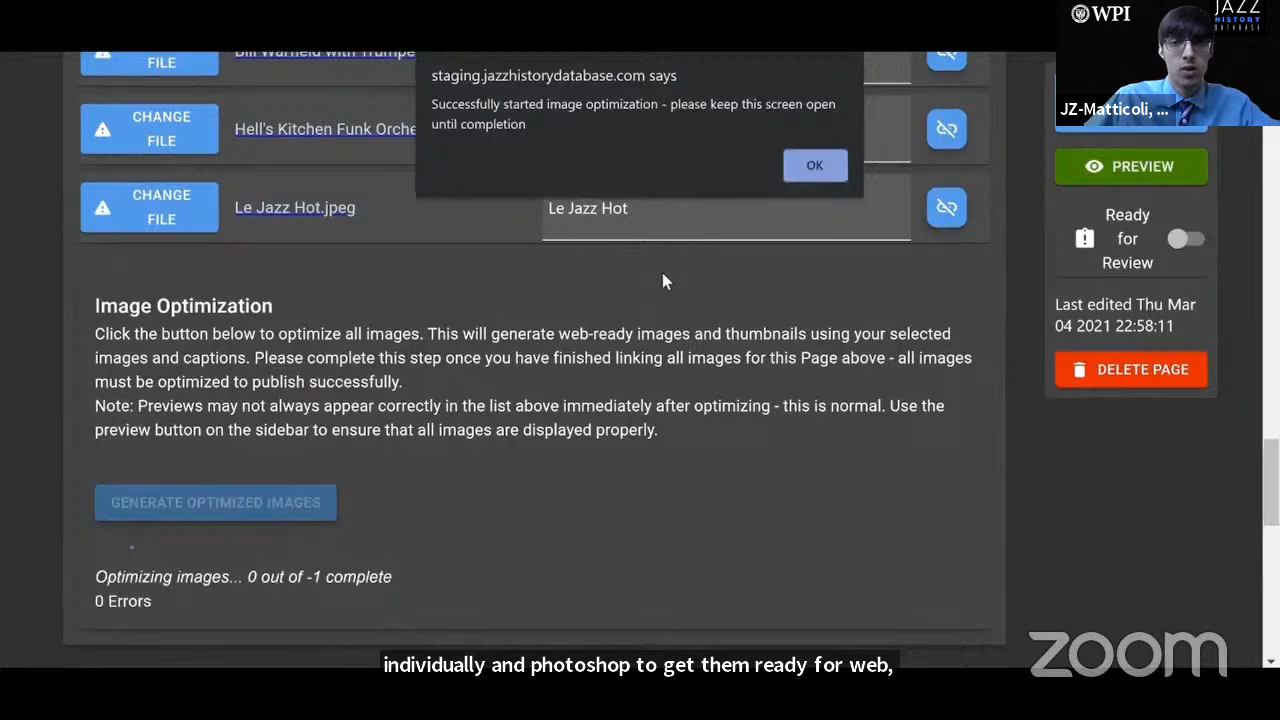 WPI
JAZZ
HISTORY
DATABASE
JZ-Matticoli, ...
CHANGE
FILE
Bill Warfield with Trumpe
staging.jazzhistorydatabase.com says
Successfully started image optimization - please keep this screen open
until completion
OK
CHANGE
FILE
Hell's Kitchen Funk Orche
CHANGE
FILE
Le Jazz Hot.jpeg
Le Jazz Hot
PREVIEW
Ready
for
Review
Last edited Thu Mar
04 2021 22:58:11
DELETE PAGE
Image Optimization
Click the button below to optimize all images. This will generate web-ready images and thumbnails using your selected
images and captions. Please complete this step once you have finished linking all images for this Page above - all images
must be optimized to publish successfully.
Note: Previews may not always appear correctly in the list above immediately after optimizing - this is normal. Use the
preview button on the sidebar to ensure that all images are displayed properly.
GENERATE OPTIMIZED IMAGES
Optimizing images... 0 out of -1 complete
0 Errors
individually and photoshop to get them ready for web,
zoom